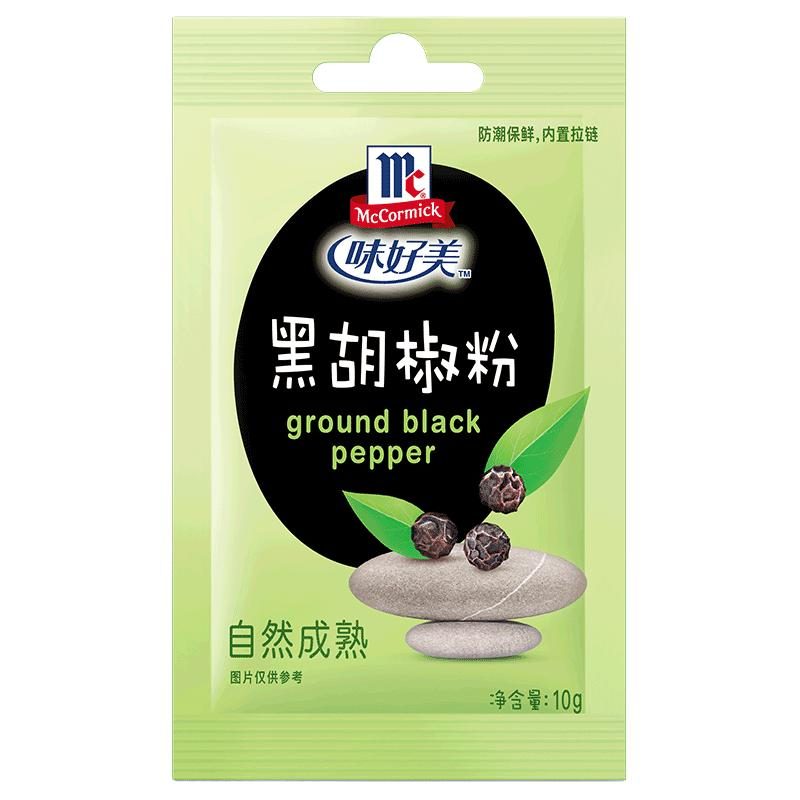 防潮保鲜,内置拉链
Mc®
McCormick
味好美™
黑胡椒粉
ground black
pepper
自然成熟
图片仅供参考
净含量:10g